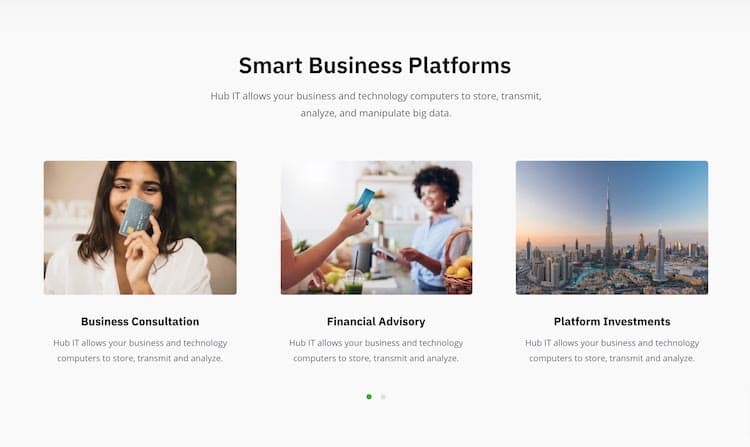 Smart Business Platforms
Hub IT allows your business and technology computers to store, transmit,
analyze, and manipulate big data.
Business Consultation
Hub IT allows your business and technology
computers to store, transmit and analyze.
Financial Advisory
Hub IT allows your business and technology
computers to store, transmit and analyze.
Platform Investments
Hub IT allows your business and technology
computers to store, transmit and analyze.